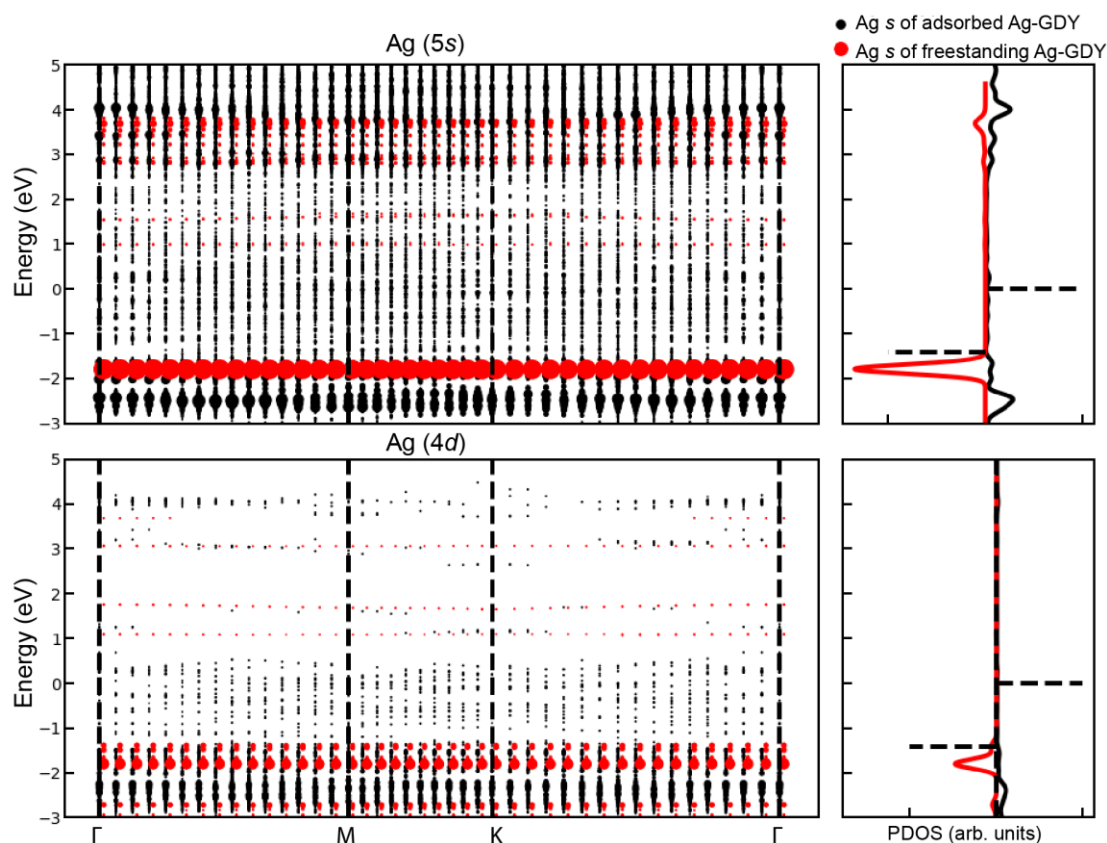 Ag s of adsorbed Ag-GDY
Ag s of freestanding Ag-GDY
Ag (5s)
5
4
3
2
1
0
−1
−2
−3
Energy (eV)
Ag (4d)
5
4
3
2
1
0
−1
−2
−3
Energy (eV)
Γ M K Γ
PDOS (arb. units)